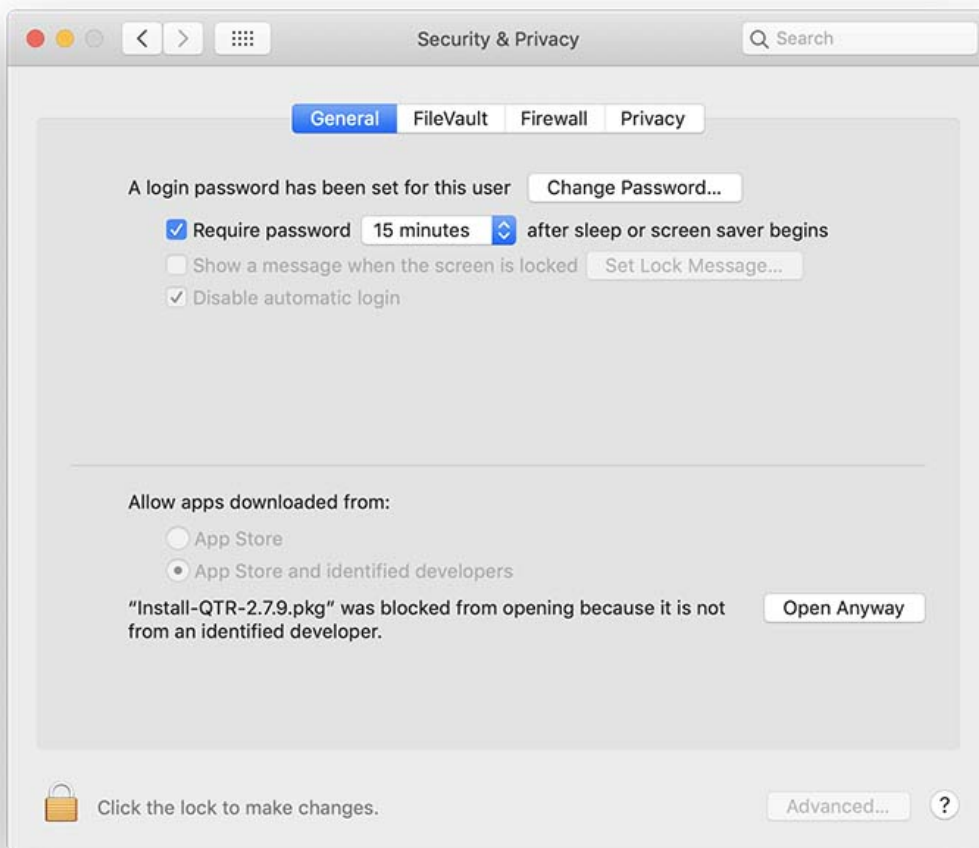 Security & Privacy
Search
General FileVault Firewall Privacy
A login password has been set for this user Change Password...
Require password 15 minutes after sleep or screen saver begins
Show a message when the screen is locked Set Lock Message...
Disable automatic login
Allow apps downloaded from:
App Store
App Store and identified developers
“Install-QTR-2.7.9.pkg” was blocked from opening because it is not
from an identified developer.
Open Anyway
Click the lock to make changes.
Advanced...
?